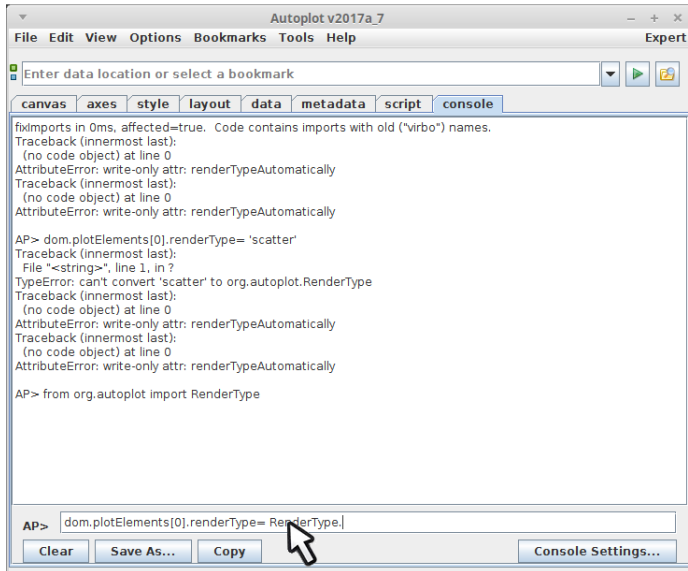 Autoplot v2017a_7
File Edit View Options Bookmarks Tools Help Expert
Enter data location or select a bookmark
canvas axes style layout data metadata script console
fixImports in 0ms, affected=true. Code contains imports with old ("virbo") names.
Traceback (innermost last):
(no code object) at line 0
AttributeError: write-only attr: renderTypeAutomatically
Traceback (innermost last):
(no code object) at line 0
AttributeError: write-only attr: renderTypeAutomatically
AP> dom.plotElements[0].renderType= 'scatter'
Traceback (innermost last):
File "<string>", line 1, in ?
TypeError: can't convert 'scatter' to org.autoplot.RenderType
Traceback (innermost last):
(no code object) at line 0
AttributeError: write-only attr: renderTypeAutomatically
Traceback (innermost last):
(no code object) at line 0
AttributeError: write-only attr: renderTypeAutomatically
AP> from org.autoplot import RenderType
AP> dom.plotElements[0].renderType= RenderType.
Clear Save As... Copy Console Settings...